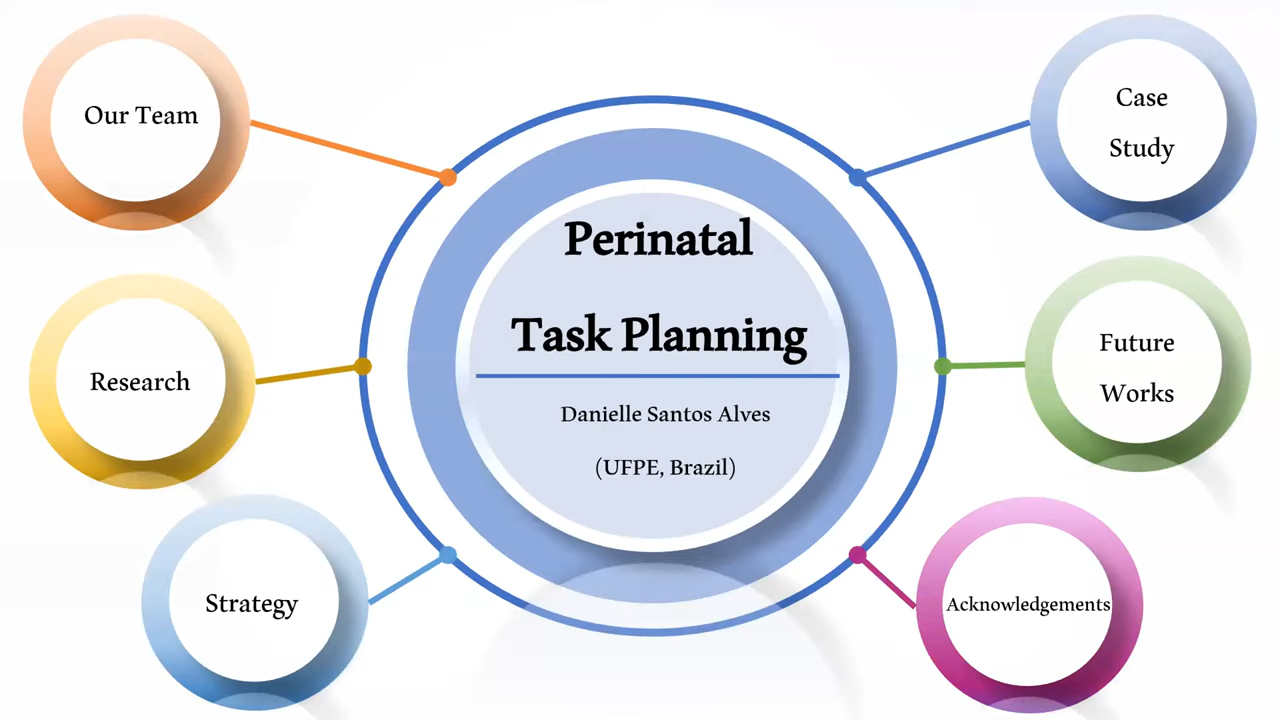 Perinatal
Task Planning
Danielle Santos Alves
(UFPE, Brazil)
Our Team
Research
Strategy
Case
Study
Future
Works
Acknowledgements